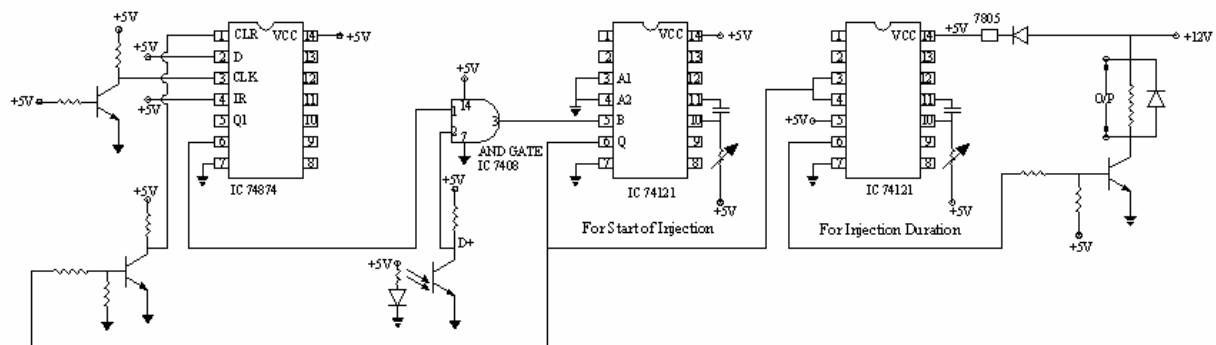 +5V
+5V
+5V
+5V
1 CLR VCC 14 +5V
2 D 13
3 CLK 12
4 IR 11
5 Q1 10
6 9
7 8
IC 74874
+5V
+5V
1 14
2 7 3
AND GATE
IC 7408
+5V
D+
+5V
1 VCC 14 +5V
2 13
3 A1 12
4 A2 11
5 B 10
6 Q 9
7 8
IC 74121
+5V
For Start of Injection
1 VCC 14 +5V 7805 +12V
2 13
3 12
4 11
+5V 5 10
6 9
7 8
IC 74121
+5V
For Injection Duration
O/P
+5V